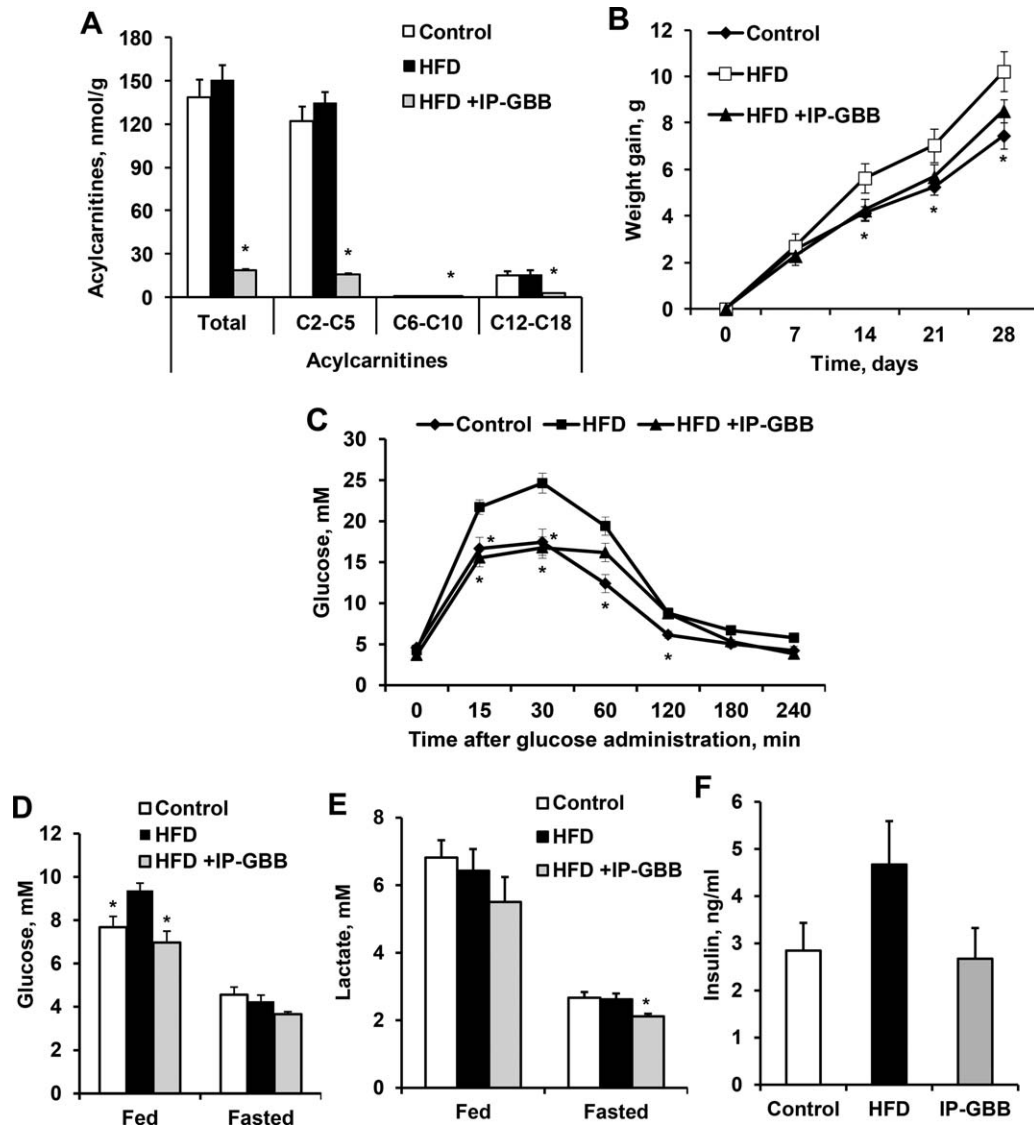 A
Control
HFD
HFD +IP-GBB
Acylcarnitines, nmol/g
180
150
120
90
60
30
0
*
*
*
*
Total
C2-C5
C6-C10
C12-C18
Acylcarnitines
B
Control
HFD
HFD +IP-GBB
Weight gain, g
12
10
8
6
4
2
0
*
*
*
0 7 14 21 28
Time, days
C
Control HFD HFD +IP-GBB
Glucose, mM
30
25
20
15
10
5
0
*
*
*
*
*
*
0 15 30 60 120 180 240
Time after glucose administration, min
D
Control
HFD
HFD +IP-GBB
Glucose, mM
12
10
8
6
4
2
0
*
*
Fed Fasted
E
Control
HFD
HFD +IP-GBB
Lactate, mM
8
6
4
2
0
*
Fed Fasted
F
Insulin, ng/ml
6
5
4
3
2
1
0
Control HFD IP-GBB